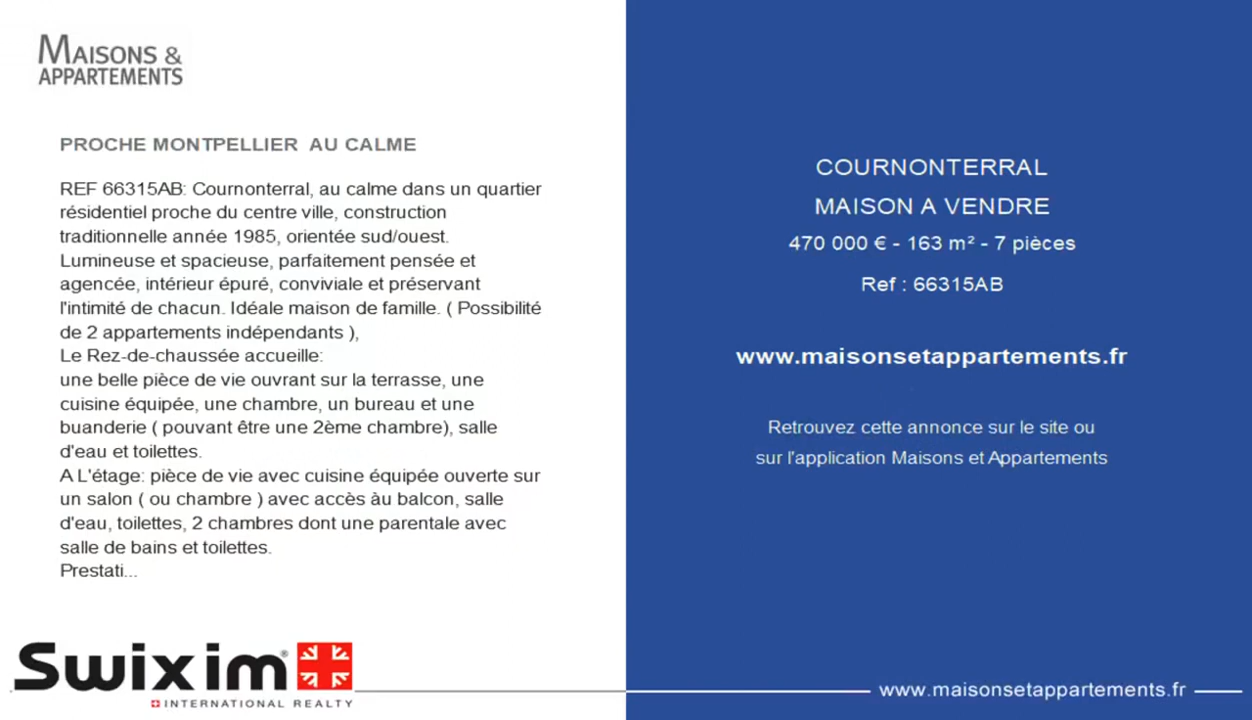 MAISONS &
APPARTEMENTS
PROCHE MONTPELLIER AU CALME
REF 66315AB: Cournonterral, au calme dans un quartier
résidentiel proche du centre ville, construction
traditionnelle année 1985, orientée sud/ouest.
Lumineuse et spacieuse, parfaitement pensée et
agencée, intérieur épuré, conviviale et préservant
l'intimité de chacun. Idéale maison de famille. ( Possibilité
de 2 appartements indépendants ),
Le Rez-de-chaussée accueille:
une belle pièce de vie ouvrant sur la terrasse, une
cuisine équipée, une chambre, un bureau et une
buanderie ( pouvant être une 2ème chambre), salle
d'eau et toilettes.
A L'étage: pièce de vie avec cuisine équipée ouverte sur
un salon ( ou chambre ) avec accès àu balcon, salle
d'eau, toilettes, 2 chambres dont une parentale avec
salle de bains et toilettes.
Prestati...
Swixim®
INTERNATIONAL REALTY
COURNONTERRAL
MAISON A VENDRE
470 000 € - 163 m² - 7 pièces
Ref : 66315AB
www.maisonsetappartements.fr
Retrouvez cette annonce sur le site ou
sur l'application Maisons et Appartements
www.maisonsetappartements.fr